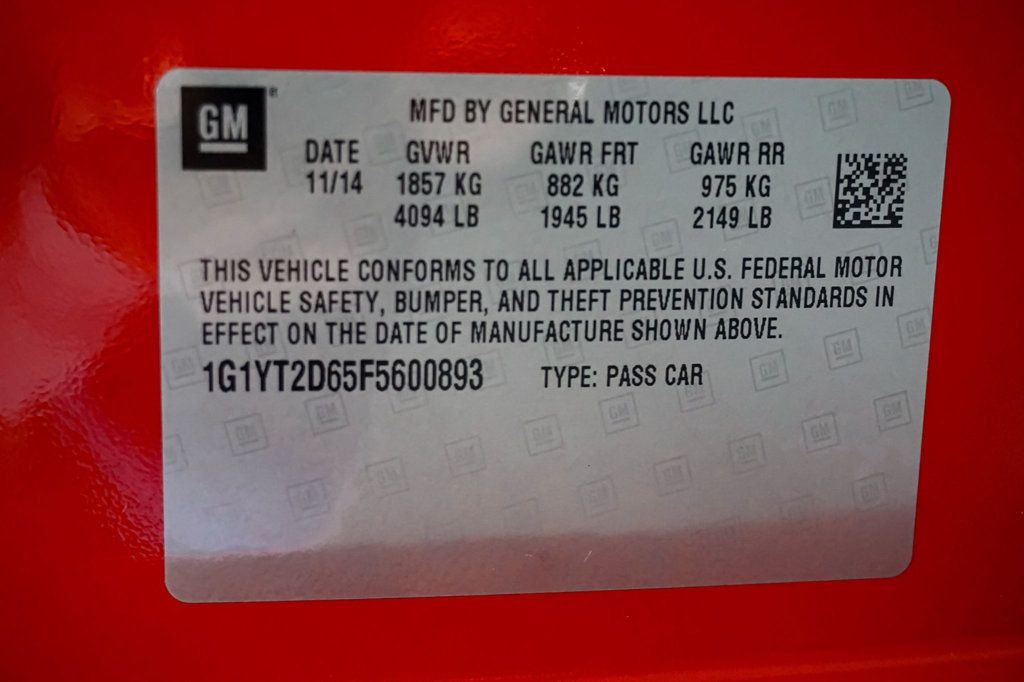 GM
MFD BY GENERAL MOTORS LLC
DATE GVWR GAWR FRT GAWR RR
11/14 1857 KG 882 KG 975 KG
4094 LB 1945 LB 2149 LB
THIS VEHICLE CONFORMS TO ALL APPLICABLE U.S. FEDERAL MOTOR
VEHICLE SAFETY, BUMPER, AND THEFT PREVENTION STANDARDS IN
EFFECT ON THE DATE OF MANUFACTURE SHOWN ABOVE.
1G1YT2D65F5600893 TYPE: PASS CAR